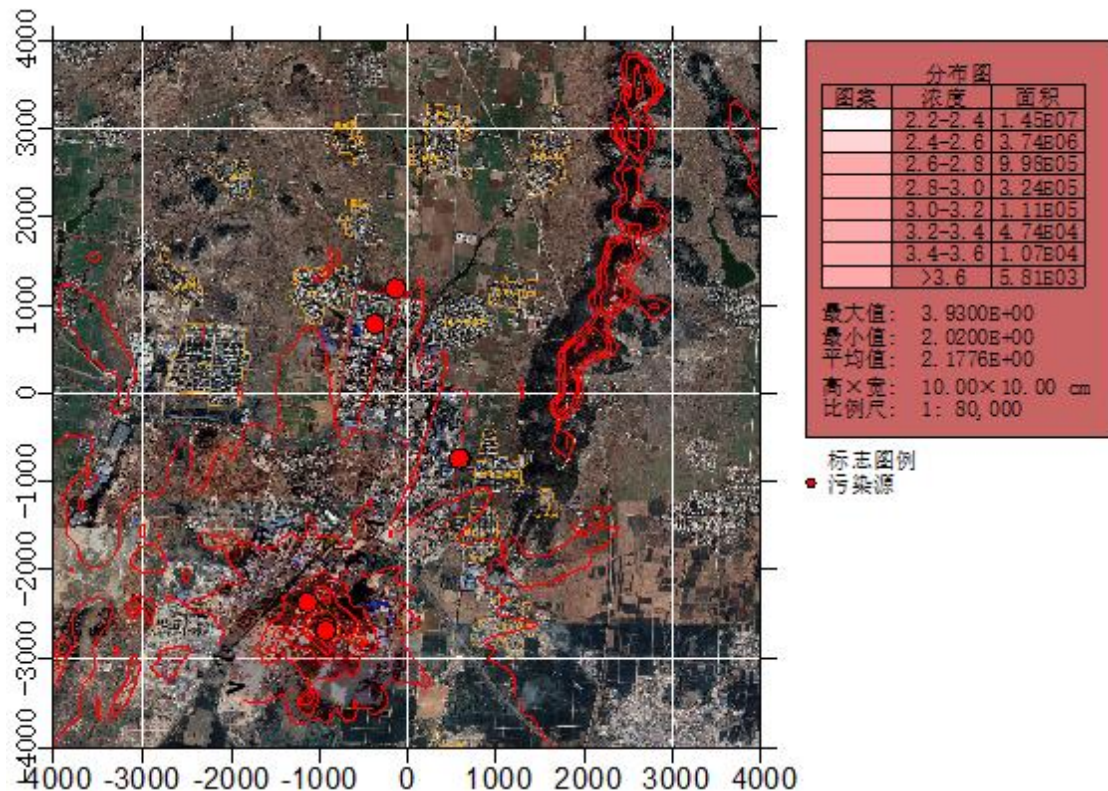 4000
3000
2000
1000
0
-1000
-2000
-3000
-4000
-4000 -3000 -2000 -1000 0 1000 2000 3000 4000
分布图
图案 浓度 面积
2.2-2.4 1.45E07
2.4-2.6 3.74E06
2.6-2.8 9.98E05
2.8-3.0 3.24E05
3.0-3.2 1.11E05
3.2-3.4 4.74E04
3.4-3.6 1.07E04
>3.6 5.81E03
最大值: 3.9300E+00
最小值: 2.0200E+00
平均值: 2.1776E+00
高×宽: 10.00×10.00 cm
比例尺: 1: 80,000
标志图例
污染源